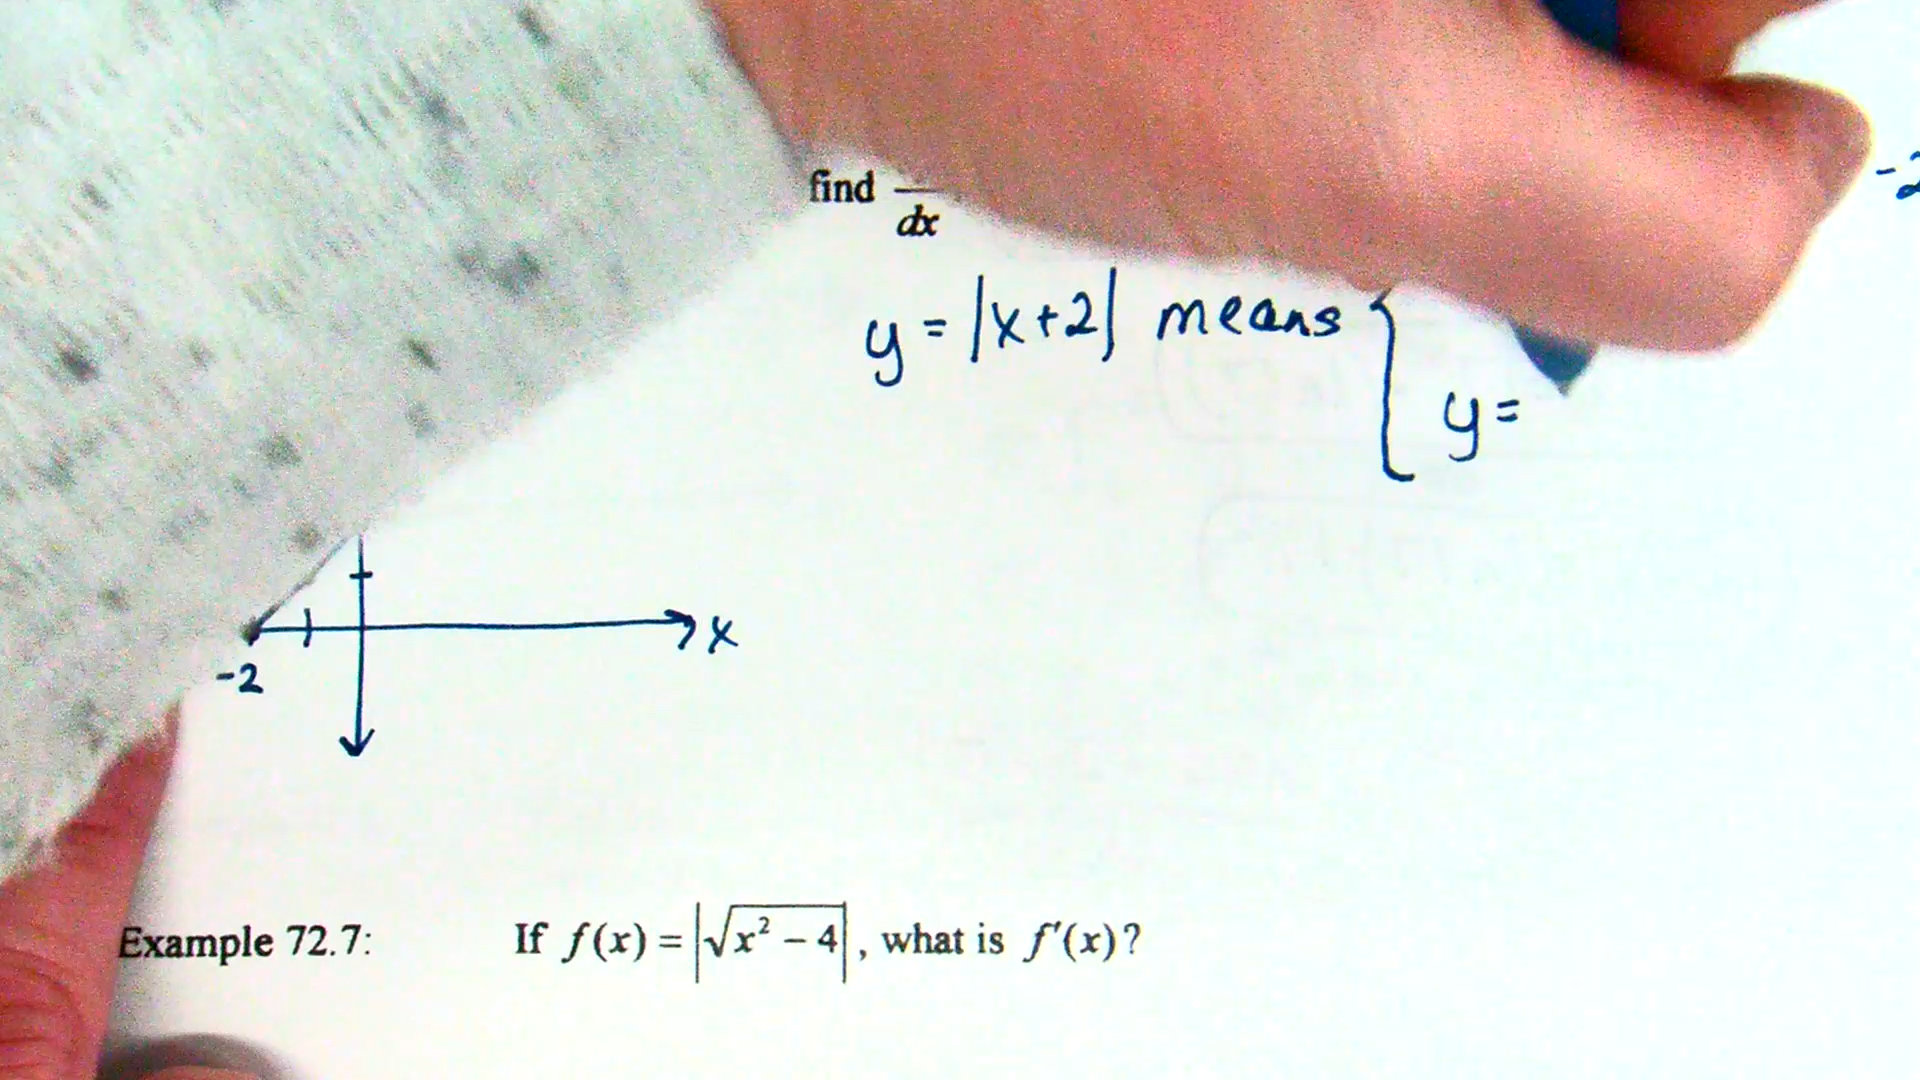 -2
find
dx
y = |x+2| means {
y =
x
-2
Example 72.7: If f(x) = |√x² – 4|, what is f′(x)?